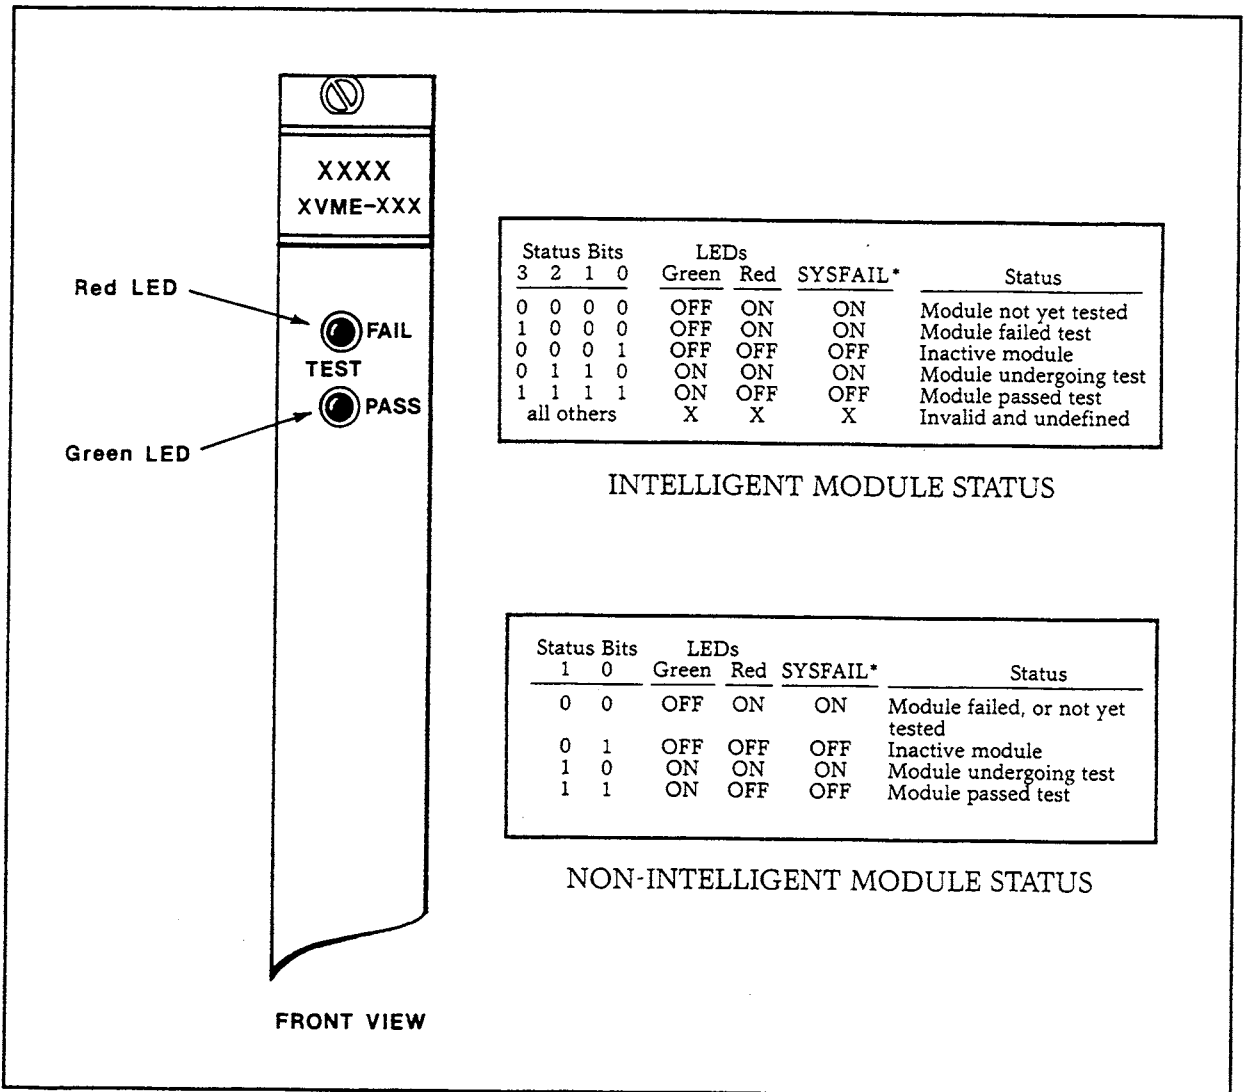 XXXX
XVME-XXX
Red LED
FAIL
TEST
PASS
Green LED
FRONT VIEW
Status Bits LEDs
3 2 1 0 Green Red SYSFAIL* Status
0 0 0 0 OFF ON ON Module not yet tested
1 0 0 0 OFF ON ON Module failed test
0 0 0 1 OFF OFF OFF Inactive module
0 1 1 0 ON ON ON Module undergoing test
1 1 1 1 ON OFF OFF Module passed test
all others X X X Invalid and undefined
INTELLIGENT MODULE STATUS
Status Bits LEDs
1 0 Green Red SYSFAIL* Status
0 0 OFF ON ON Module failed, or not yet
tested
0 1 OFF OFF OFF Inactive module
1 0 ON ON ON Module undergoing test
1 1 ON OFF OFF Module passed test
NON-INTELLIGENT MODULE STATUS